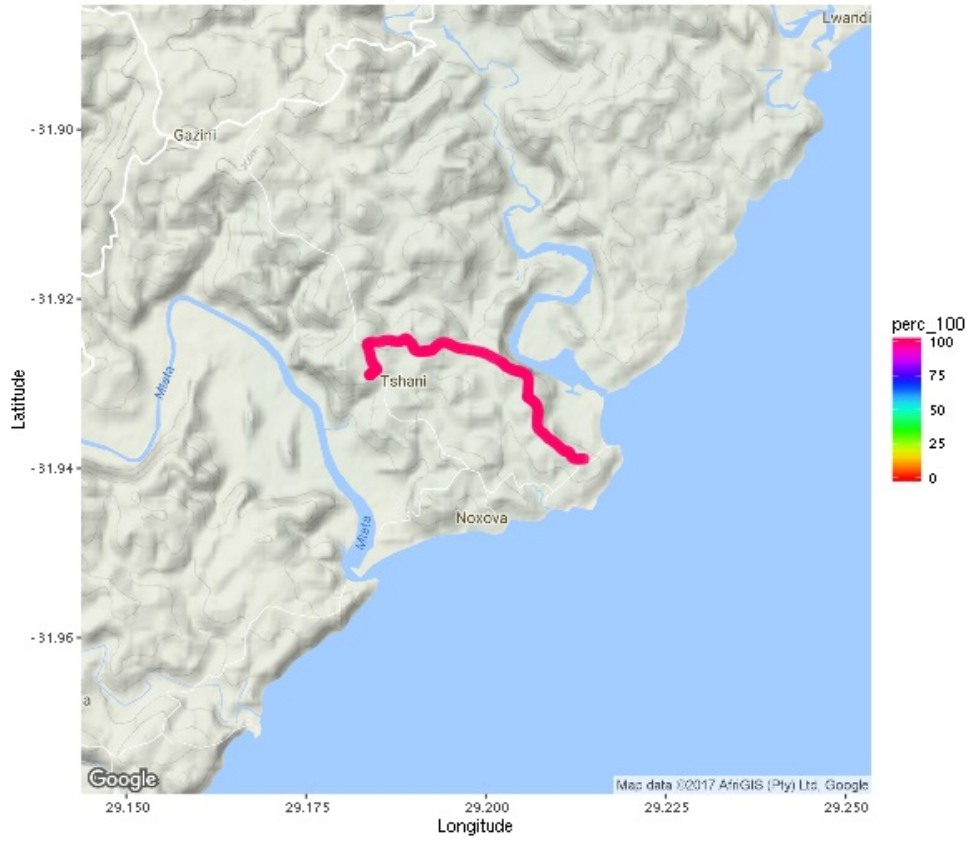 Lwandi
-31.90
Gazini
-31.92
Mtata
Tshani
Latitude
-31.94
Noxova
Mtata
-31.96
a
Google
Map data ©2017 AfriGIS (Pty) Ltd, Google
29.150
29.175
29.200
29.225
29.250
Longitude
perc_100
100
75
50
25
0